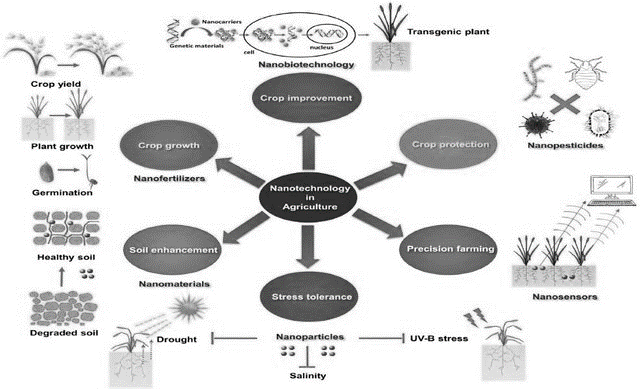 Nanocarriers
Genetic materials
cell
nucleus
Nanobiotechnology
Transgenic plant
Crop yield
Plant growth
Germination
Crop improvement
Crop growth
Nanofertilizers
Crop protection
Nanopesticides
Nanotechnology
in
Agriculture
Soil enhancement
Nanomaterials
Precision farming
Nanosensors
Healthy soil
Degraded soil
Stress tolerance
Nanoparticles
Drought
UV-B stress
Salinity